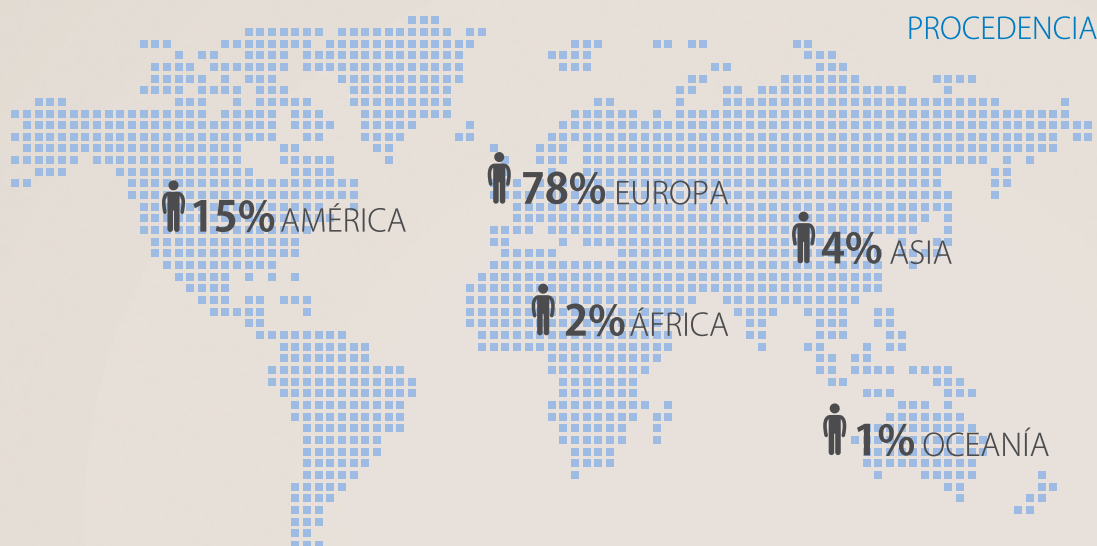 PROCEDENCIA
78% EUROPA
15% AMÉRICA
4% ASIA
2% ÁFRICA
1% OCEANÍA